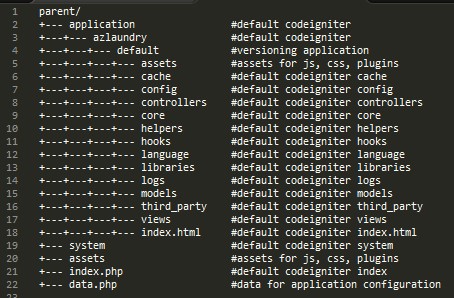 1 parent/
2 +--- application #default codeigniter
3 +---+--- azlaundry #default codeigniter
4 +---+---+--- default #versioning application
5 +---+---+---+--- assets #assets for js, css, plugins
6 +---+---+---+--- cache #default codeigniter cache
7 +---+---+---+--- config #default codeigniter config
8 +---+---+---+--- controllers #default codeigniter controllers
9 +---+---+---+--- core #default codeigniter core
10 +---+---+---+--- helpers #default codeigniter helpers
11 +---+---+---+--- hooks #default codeigniter hooks
12 +---+---+---+--- language #default codeigniter language
13 +---+---+---+--- libraries #default codeigniter libraries
14 +---+---+---+--- logs #default codeigniter logs
15 +---+---+---+--- models #default codeigniter models
16 +---+---+---+--- third_party #default codeigniter third_party
17 +---+---+---+--- views #default codeigniter views
18 +---+---+---+--- index.html #default codeigniter index.html
19 +--- system #default codeigniter system
20 +--- assets #assets for js, css, plugins
21 +--- index.php #default codeigniter index
22 +--- data.php #data for application configuration
23